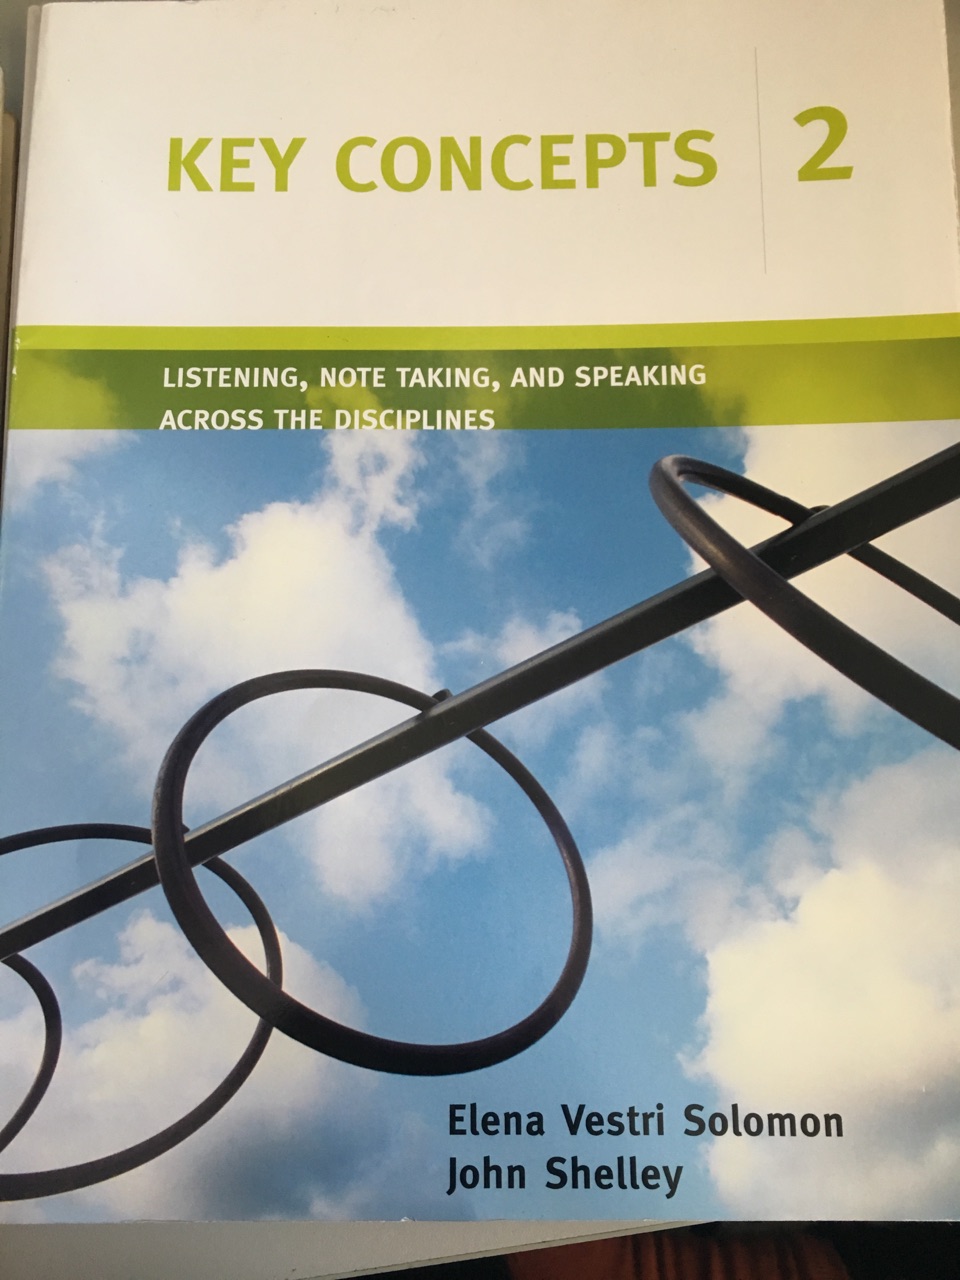 KEY CONCEPTS 2
LISTENING, NOTE TAKING, AND SPEAKING
ACROSS THE DISCIPLINES
Elena Vestri Solomon
John Shelley